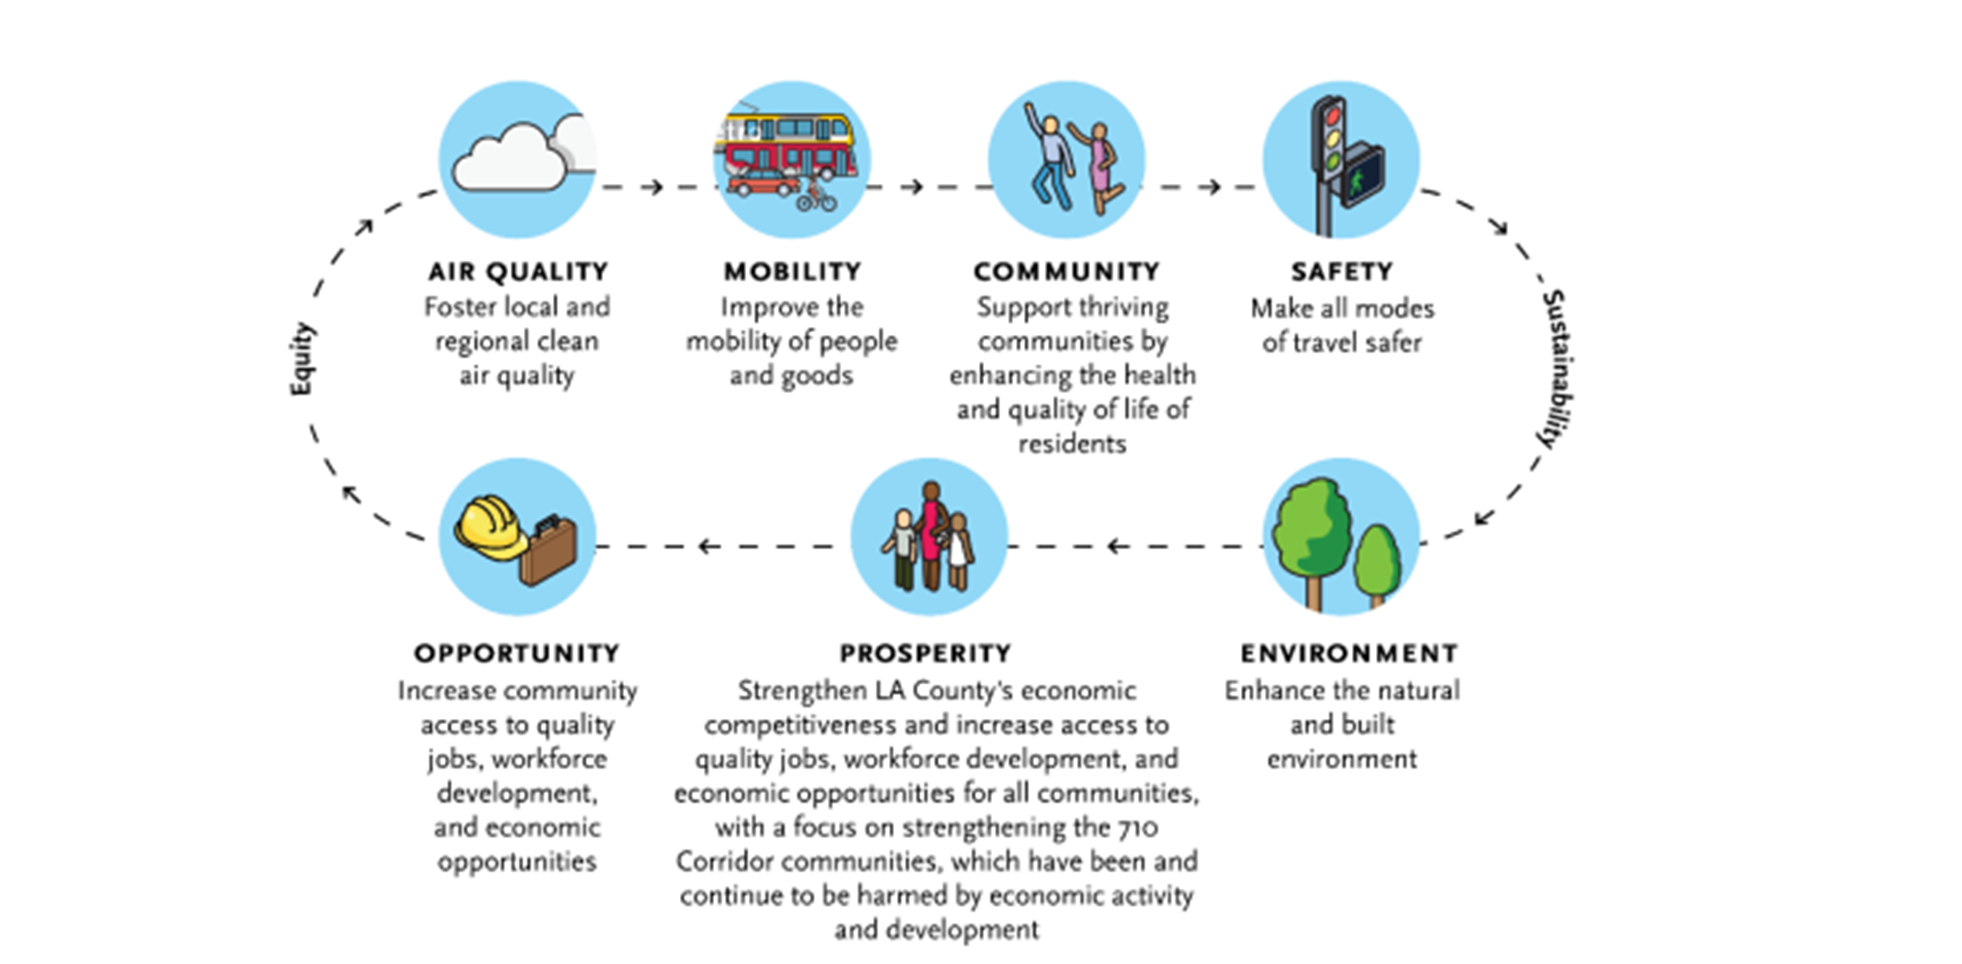 AIR QUALITY
Foster local and
regional clean
air quality
MOBILITY
Improve the
mobility of people
and goods
COMMUNITY
Support thriving
communities by
enhancing the health
and quality of life of
residents
SAFETY
Make all modes
of travel safer
Sustainability
ENVIRONMENT
Enhance the natural
and built
environment
PROSPERITY
Strengthen LA County's economic
competitiveness and increase access to
quality jobs, workforce development, and
economic opportunities for all communities,
with a focus on strengthening the 710
Corridor communities, which have been and
continue to be harmed by economic activity
and development
OPPORTUNITY
Increase community
access to quality
jobs, workforce
development,
and economic
opportunities
Equity